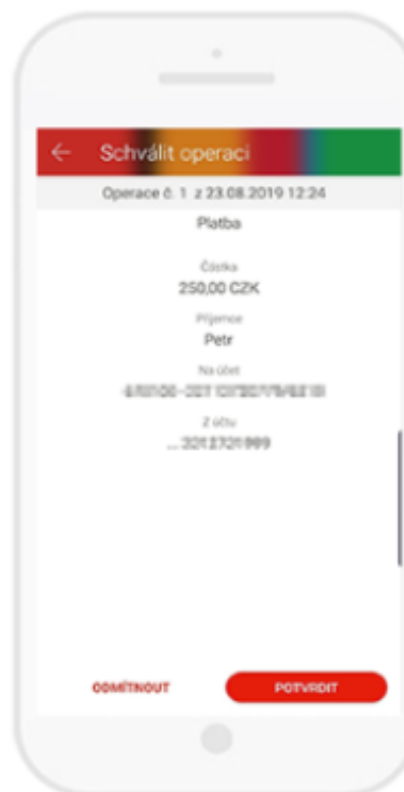 Schválit operaci
Operace č. 1 z 23.08.2019 12:24
Platba
Částka
250,00 CZK
Příjemce
Petr
Na účet
Z účtu
ODMÍTNOUT
POTVRDIT